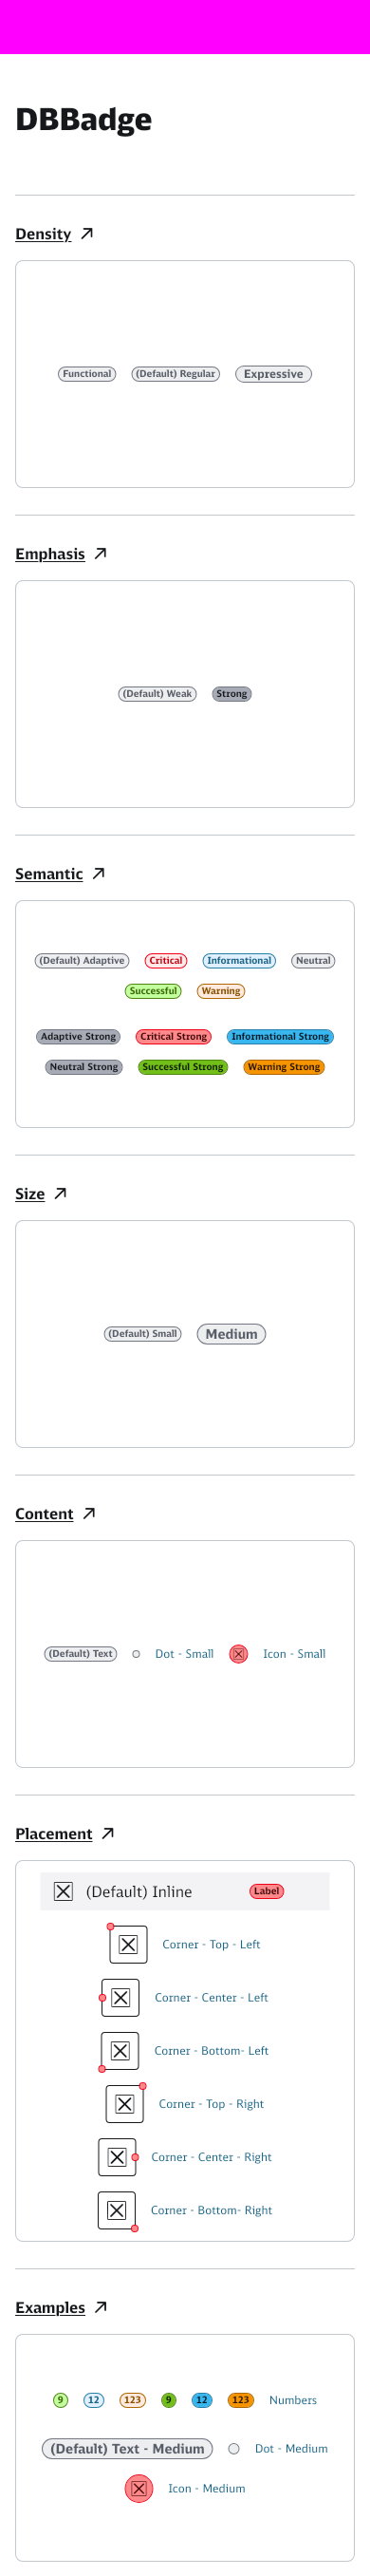 DBBadge
Density
Functional (Default) Regular Expressive
Emphasis
(Default) Weak Strong
Semantic
(Default) Adaptive Critical Informational Neutral
Successful Warning
Adaptive Strong Critical Strong Informational Strong
Neutral Strong Successful Strong Warning Strong
Size
(Default) Small Medium
Content
(Default) Text Dot - Small Icon - Small
Placement
(Default) Inline Label
Corner - Top - Left
Corner - Center - Left
Corner - Bottom- Left
Corner - Top - Right
Corner - Center - Right
Corner - Bottom- Right
Examples
9 12 123 9 12 123 Numbers
(Default) Text - Medium Dot - Medium
Icon - Medium